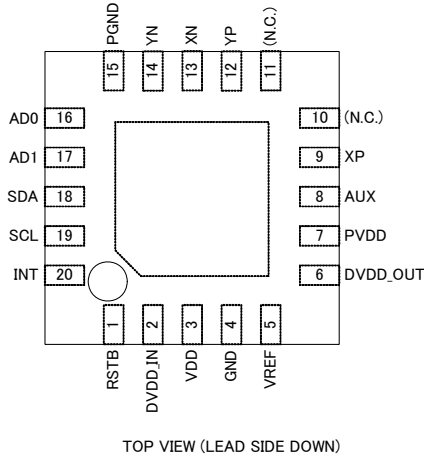 PGND YN XN YP (N.C.)
15 14 13 12 11
AD0 16 10 (N.C.)
AD1 17 9 XP
SDA 18 8 AUX
SCL 19 7 PVDD
INT 20 6 DVDD_OUT
1 2 3 4 5
RSTB DVDD_IN VDD GND VREF
TOP VIEW (LEAD SIDE DOWN)